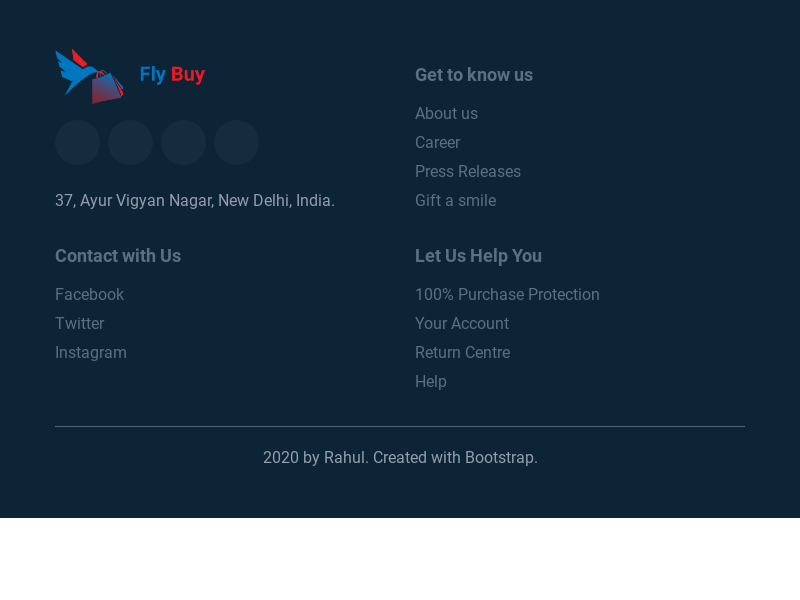 Fly Buy
37, Ayur Vigyan Nagar, New Delhi, India.
Get to know us
About us
Career
Press Releases
Gift a smile
Contact with Us
Facebook
Twitter
Instagram
Let Us Help You
100% Purchase Protection
Your Account
Return Centre
Help
2020 by Rahul. Created with Bootstrap.